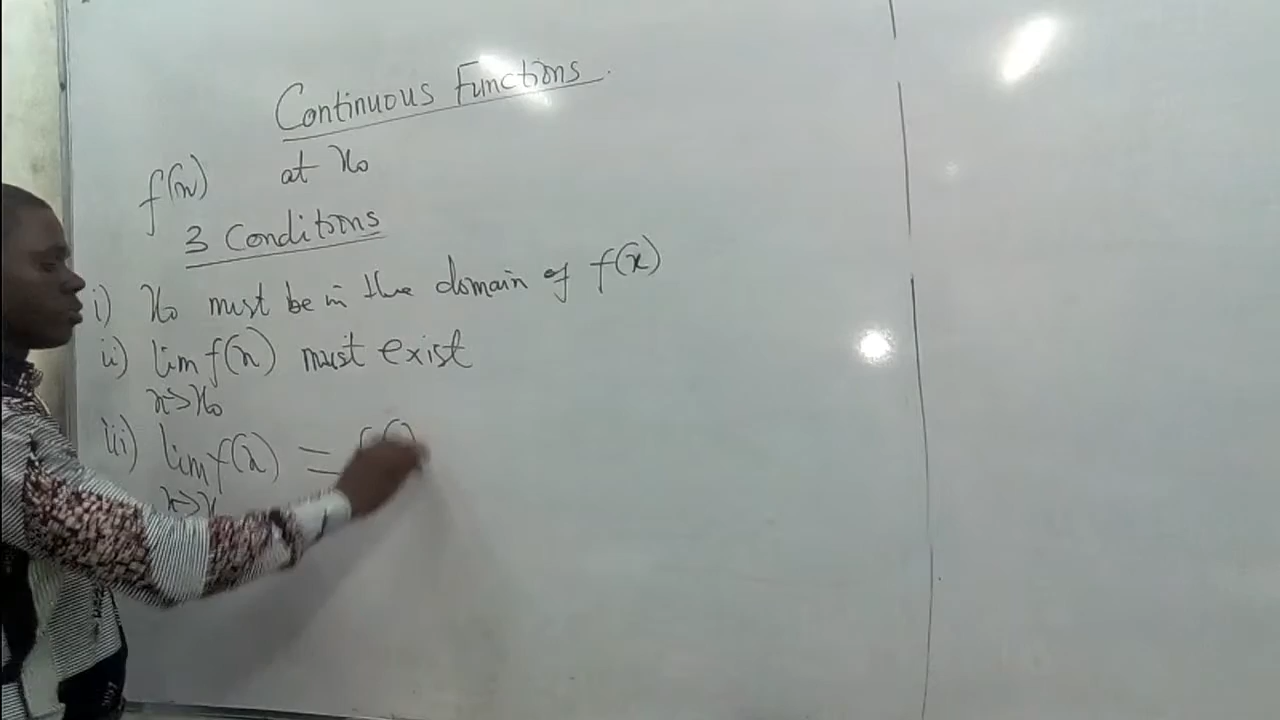 Continuous Functions.
f(x) at x₀
3 Conditions
i) x₀ must be in the domain of f(x)
ii) lim f(x) must exist
x→x₀
iii) lim f(x) = f(
x→x